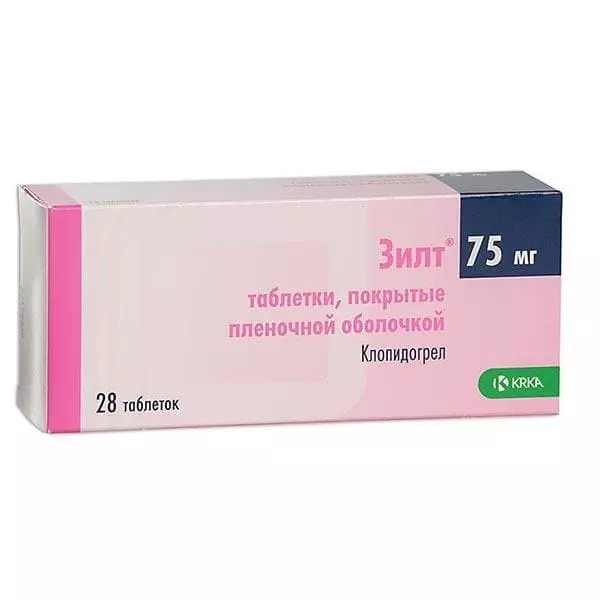 Зилт® 75 мг
таблетки, покрытые
пленочной оболочкой
Клопидогрел
28 таблеток
KRKA